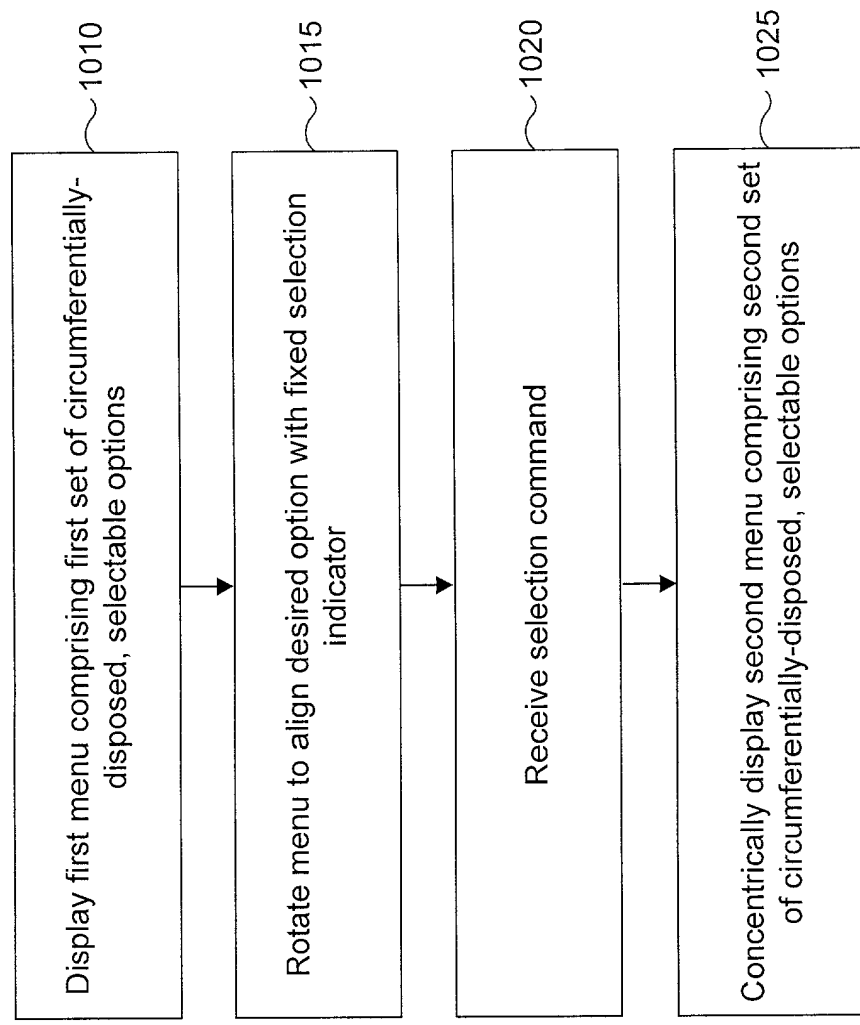 Display first menu comprising first set of circumferentially-
disposed, selectable options
1010
Rotate menu to align desired option with fixed selection
indicator
1015
Receive selection command
1020
Concentrically display second menu comprising second set
of circumferentially-disposed, selectable options
1025